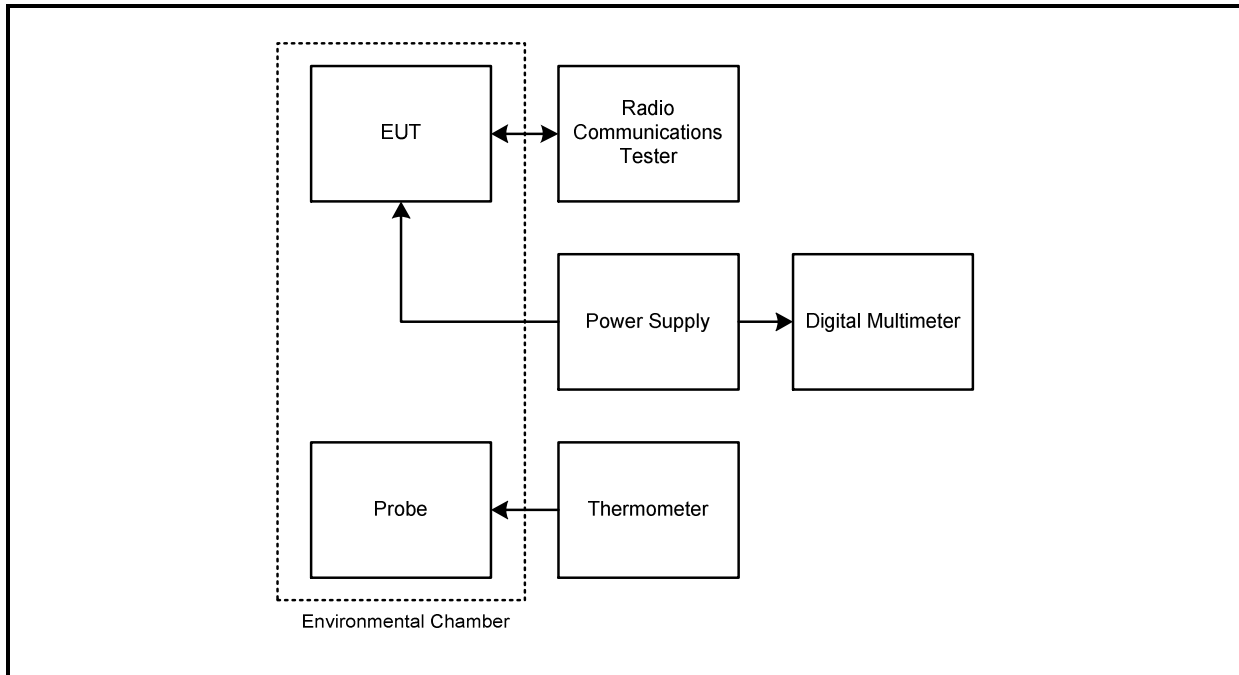 EUT
Radio
Communications
Tester
Power Supply
Digital Multimeter
Probe
Thermometer
Environmental Chamber